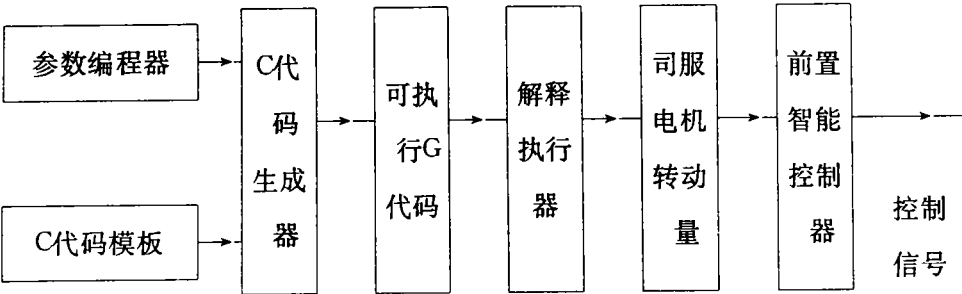 参数编程器
C代码模板
C代
码
生成
器
可执
行G
代码
解释
执行
器
司服
电机
转动
量
前置
智能
控制
器
控制
信号